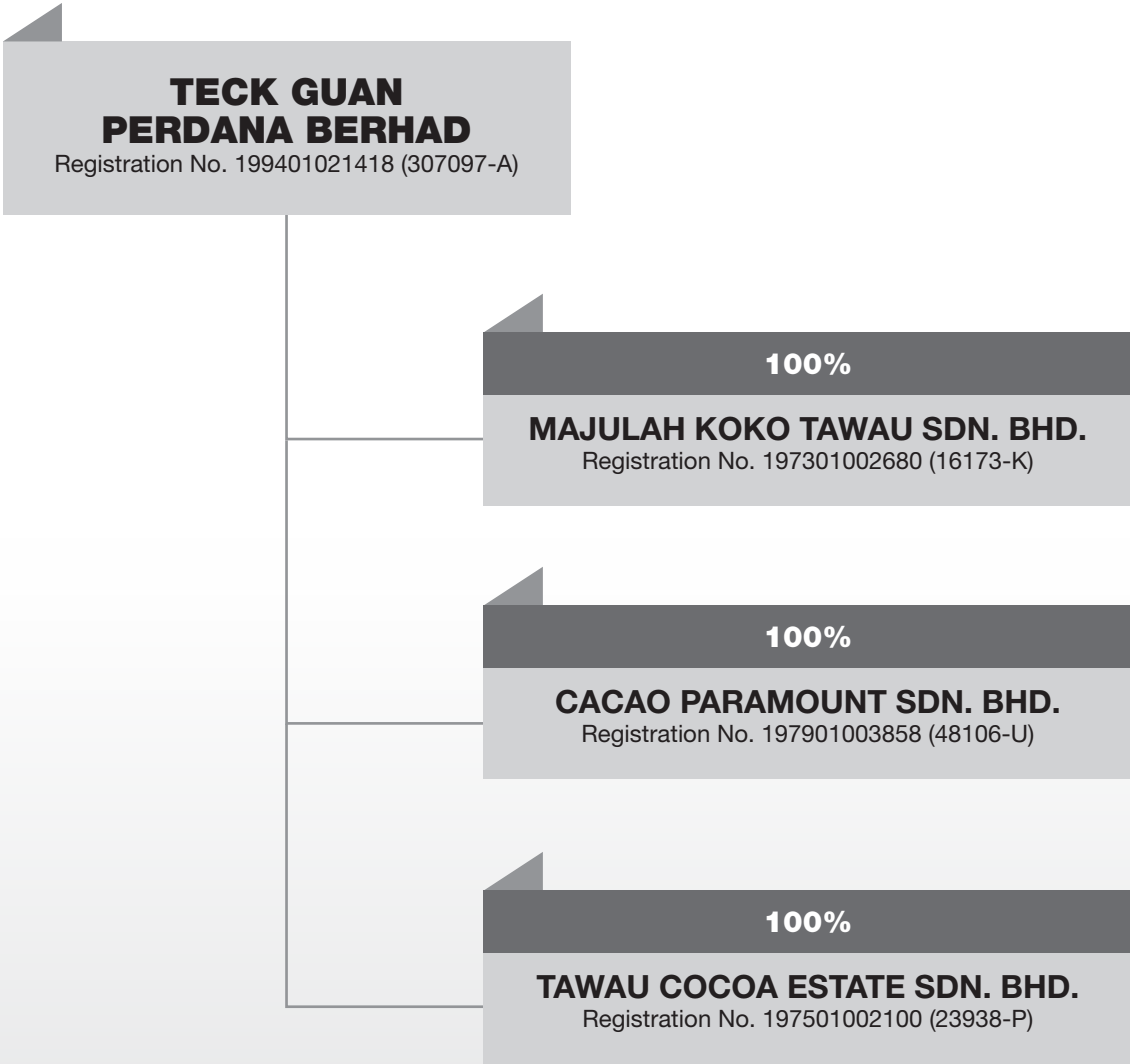 TECK GUAN
PERDANA BERHAD
Registration No. 199401021418 (307097-A)
100%
MAJULAH KOKO TAWAU SDN. BHD.
Registration No. 197301002680 (16173-K)
100%
CACAO PARAMOUNT SDN. BHD.
Registration No. 197901003858 (48106-U)
100%
TAWAU COCOA ESTATE SDN. BHD.
Registration No. 197501002100 (23938-P)